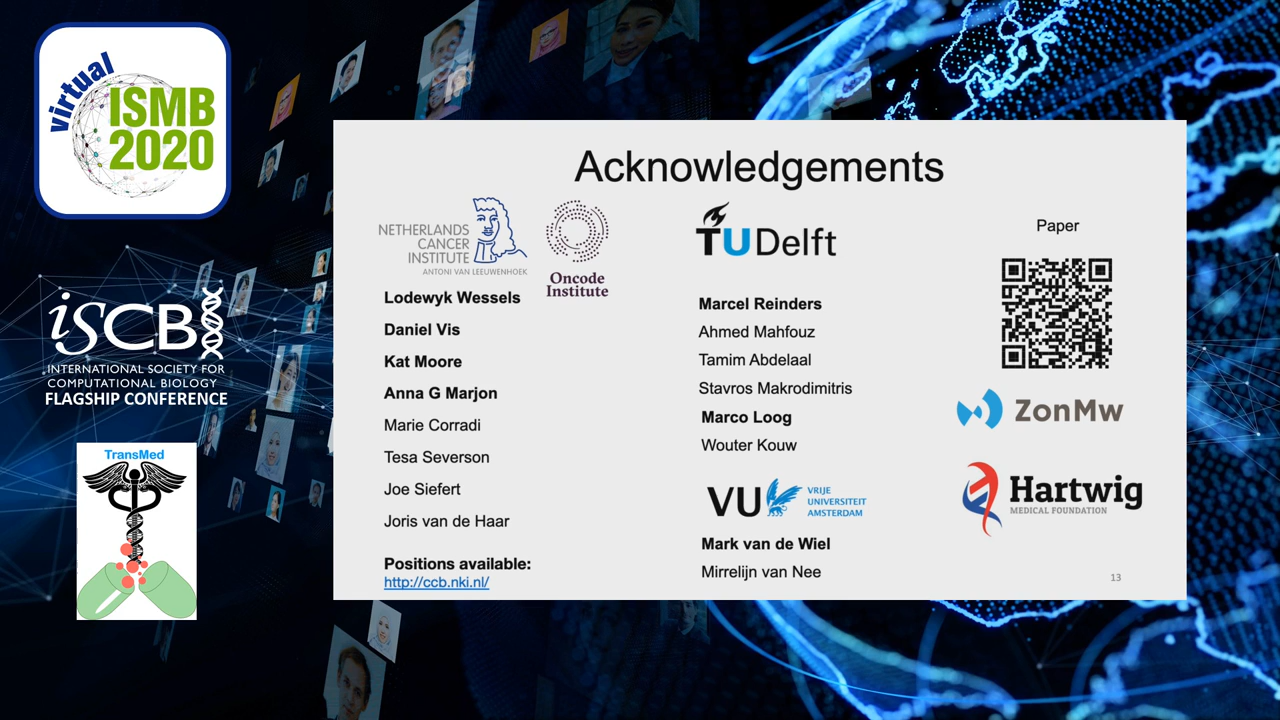 virtual
ISMB
2020
iSCB
INTERNATIONAL SOCIETY FOR
COMPUTATIONAL BIOLOGY
FLAGSHIP CONFERENCE
TransMed
Acknowledgements
NETHERLANDS
CANCER
INSTITUTE
ANTONI VAN LEEUWENHOEK
Oncode
Institute
Lodewyk Wessels
Daniel Vis
Kat Moore
Anna G Marjon
Marie Corradi
Tesa Severson
Joe Siefert
Joris van de Haar
Positions available:
http://ccb.nki.nl/
TU Delft
Marcel Reinders
Ahmed Mahfouz
Tamim Abdelaal
Stavros Makrodimitris
Marco Loog
Wouter Kouw
VU
VRIJE
UNIVERSITEIT
AMSTERDAM
Mark van de Wiel
Mirrelijn van Nee
Paper
ZonMw
Hartwig
MEDICAL FOUNDATION
13